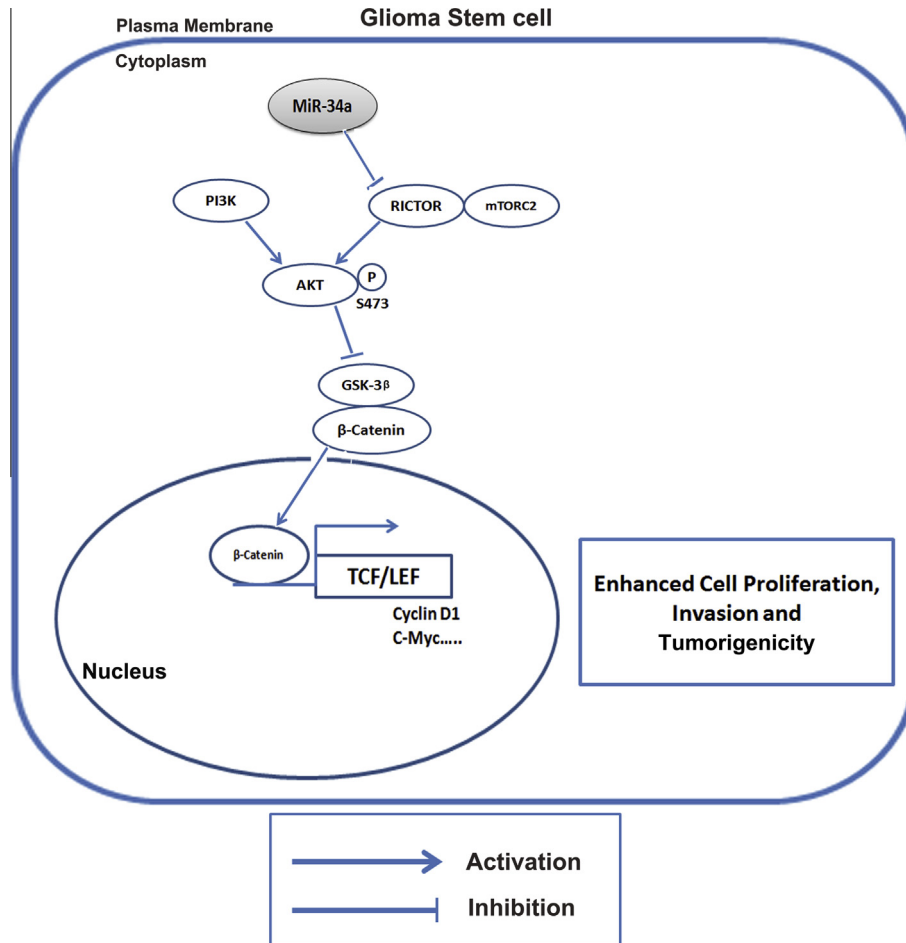 Glioma Stem cell
Plasma Membrane
Cytoplasm
MiR-34a
PI3K
RICTOR
mTORC2
AKT
P
S473
GSK-3β
β-Catenin
β-Catenin
TCF/LEF
Cyclin D1
C-Myc.....
Nucleus
Enhanced Cell Proliferation,
Invasion and
Tumorigenicity
Activation
Inhibition